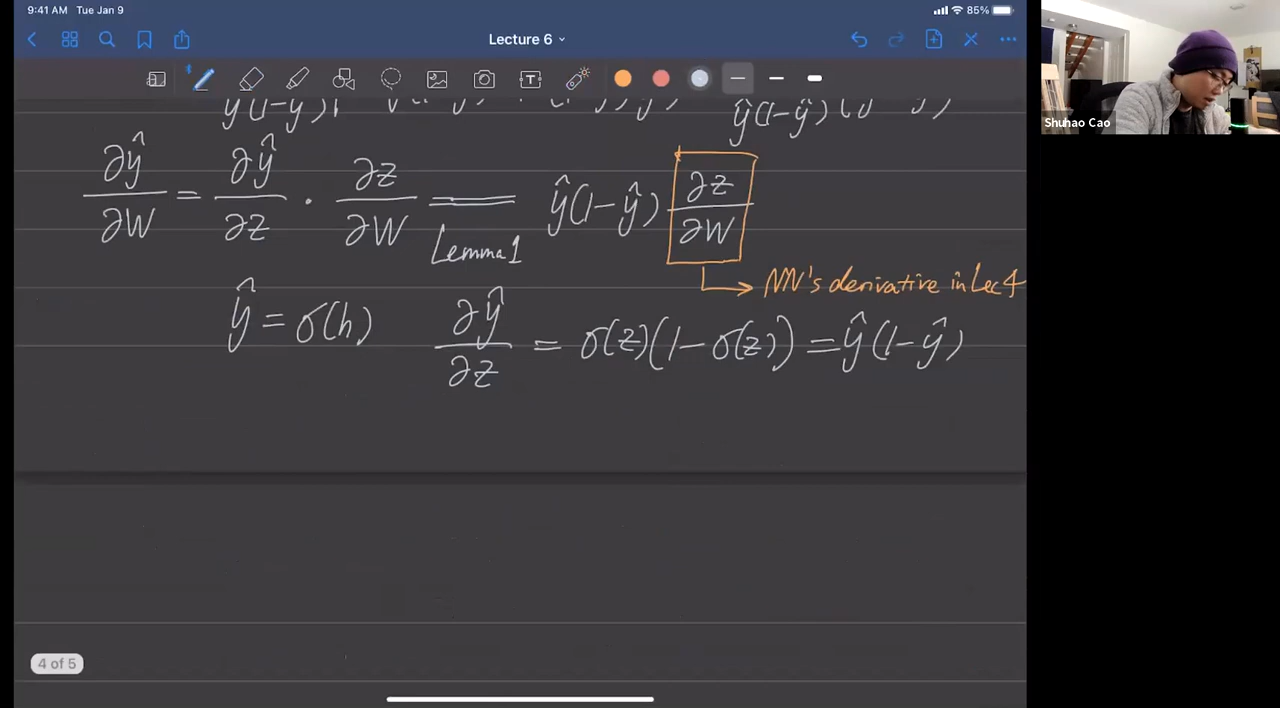 9:41 AM Tue Jan 9
85%
Lecture 6
Shuhao Cao
ŷ(1-ŷ)
∂ŷ/∂W = ∂ŷ/∂z · ∂z/∂W = ŷ(1-ŷ) ∂z/∂W
Lemma 1
NN's derivative in Lec 4
ŷ = σ(h) ∂ŷ/∂z = σ(z)(1-σ(z)) = ŷ(1-ŷ)
4 of 5